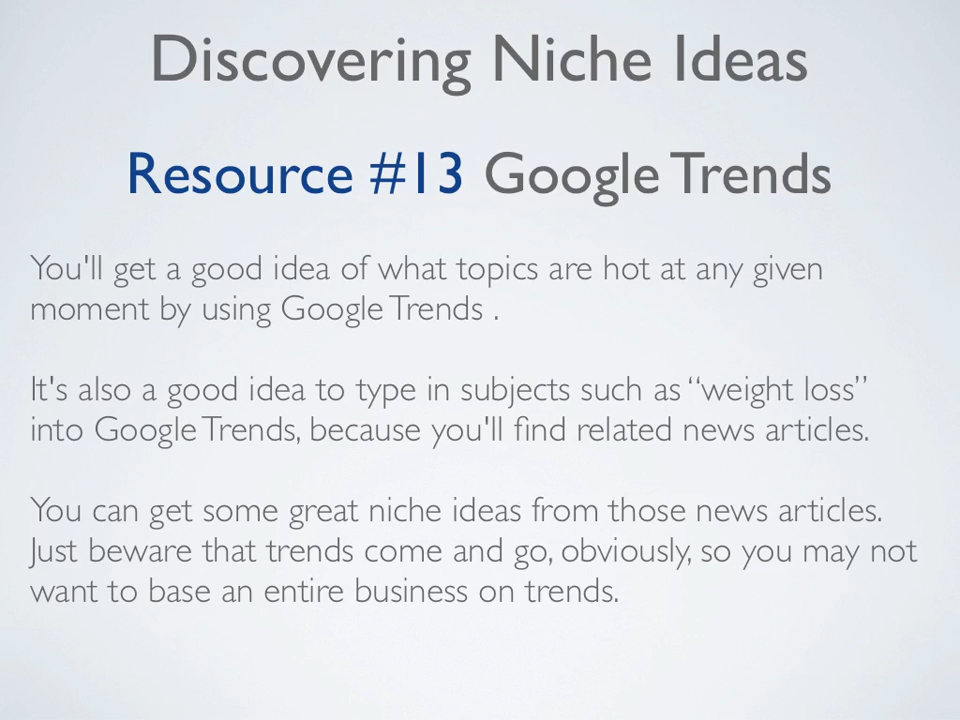 Discovering Niche Ideas
Resource #13 Google Trends
You'll get a good idea of what topics are hot at any given
moment by using Google Trends .
It's also a good idea to type in subjects such as “weight loss”
into Google Trends, because you'll find related news articles.
You can get some great niche ideas from those news articles.
Just beware that trends come and go, obviously, so you may not
want to base an entire business on trends.